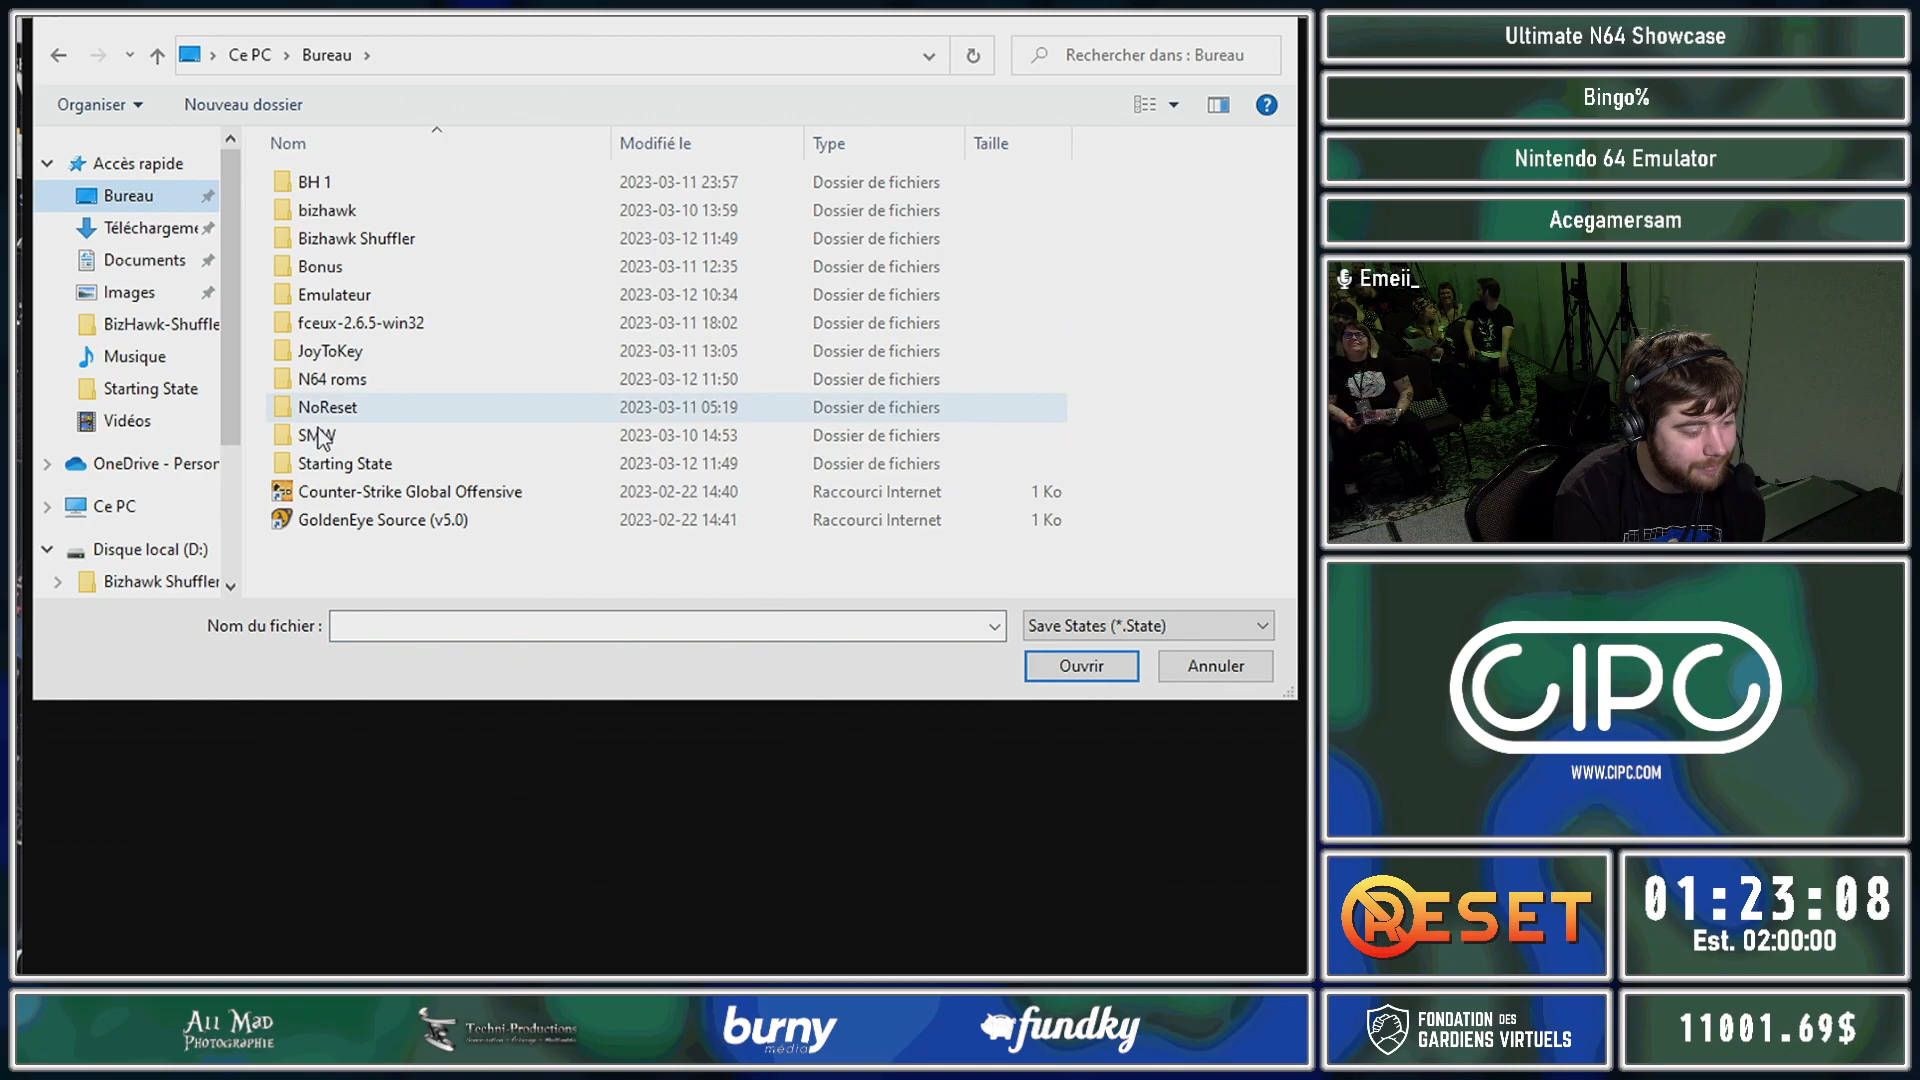 Ce PC
Bureau
Rechercher dans : Bureau
Organiser
Nouveau dossier
Nom
Modifié le
Type
Taille
Accès rapide
Bureau
Téléchargeme
Documents
Images
BizHawk-Shuffle
Musique
Starting State
Vidéos
OneDrive - Person
Ce PC
Disque local (D:)
Bizhawk Shuffler
BH 1 2023-03-11 23:57 Dossier de fichiers
bizhawk 2023-03-10 13:59 Dossier de fichiers
Bizhawk Shuffler 2023-03-12 11:49 Dossier de fichiers
Bonus 2023-03-11 12:35 Dossier de fichiers
Emulateur 2023-03-12 10:34 Dossier de fichiers
fceux-2.6.5-win32 2023-03-11 18:02 Dossier de fichiers
JoyToKey 2023-03-11 13:05 Dossier de fichiers
N64 roms 2023-03-12 11:50 Dossier de fichiers
NoReset 2023-03-11 05:19 Dossier de fichiers
SMW 2023-03-10 14:53 Dossier de fichiers
Starting State 2023-03-12 11:49 Dossier de fichiers
Counter-Strike Global Offensive 2023-02-22 14:40 Raccourci Internet 1 Ko
GoldenEye Source (v5.0) 2023-02-22 14:41 Raccourci Internet 1 Ko
Nom du fichier :
Save States (*.State)
Ouvrir
Annuler
Ultimate N64 Showcase
Bingo%
Nintendo 64 Emulator
Acegamersam
Emeii_
CIPC
WWW.CIPC.COM
RESET
01:23:08
Est. 02:00:00
All Mad
Photographie
Techni-Productions
burny
média
fundky
FONDATION DES
GARDIENS VIRTUELS
11001.69$